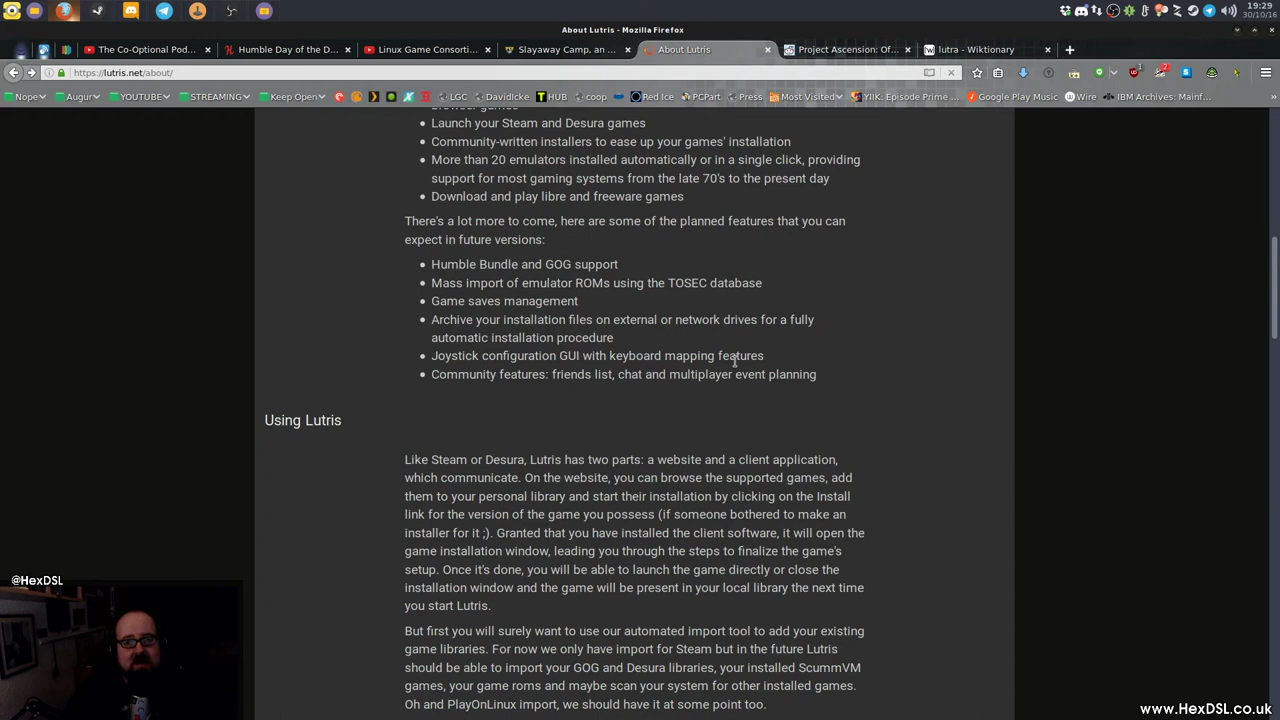 19:29
30/10/16
About Lutris - Mozilla Firefox
The Co-Optional Pod...
Humble Day of the D...
Linux Game Consorti...
Slayaway Camp, an ...
About Lutris
Project Ascension: Of...
lutra - Wiktionary
https://lutris.net/about/
Nope
Augur
YOUTUBE
STREAMING
Keep Open
LGC
DavidIcke
HUB
coop
Red Ice
PCPart
Press
Most Visited
YIIK: Episode Prime ...
Google Play Music
Wire
IBM Archives: Mainf...
browser games
Launch your Steam and Desura games
Community-written installers to ease up your games' installation
More than 20 emulators installed automatically or in a single click, providing
support for most gaming systems from the late 70's to the present day
Download and play libre and freeware games
There's a lot more to come, here are some of the planned features that you can
expect in future versions:
Humble Bundle and GOG support
Mass import of emulator ROMs using the TOSEC database
Game saves management
Archive your installation files on external or network drives for a fully
automatic installation procedure
Joystick configuration GUI with keyboard mapping features
Community features: friends list, chat and multiplayer event planning
Using Lutris
Like Steam or Desura, Lutris has two parts: a website and a client application,
which communicate. On the website, you can browse the supported games, add
them to your personal library and start their installation by clicking on the Install
link for the version of the game you possess (if someone bothered to make an
installer for it ;). Granted that you have installed the client software, it will open the
game installation window, leading you through the steps to finalize the game's
setup. Once it's done, you will be able to launch the game directly or close the
installation window and the game will be present in your local library the next time
you start Lutris.
But first you will surely want to use our automated import tool to add your existing
game libraries. For now we only have import for Steam but in the future Lutris
should be able to import your GOG and Desura libraries, your installed ScummVM
games, your game roms and maybe scan your system for other installed games.
Oh and PlayOnLinux import, we should have it at some point too.
@HexDSL
www.HexDSL.co.uk